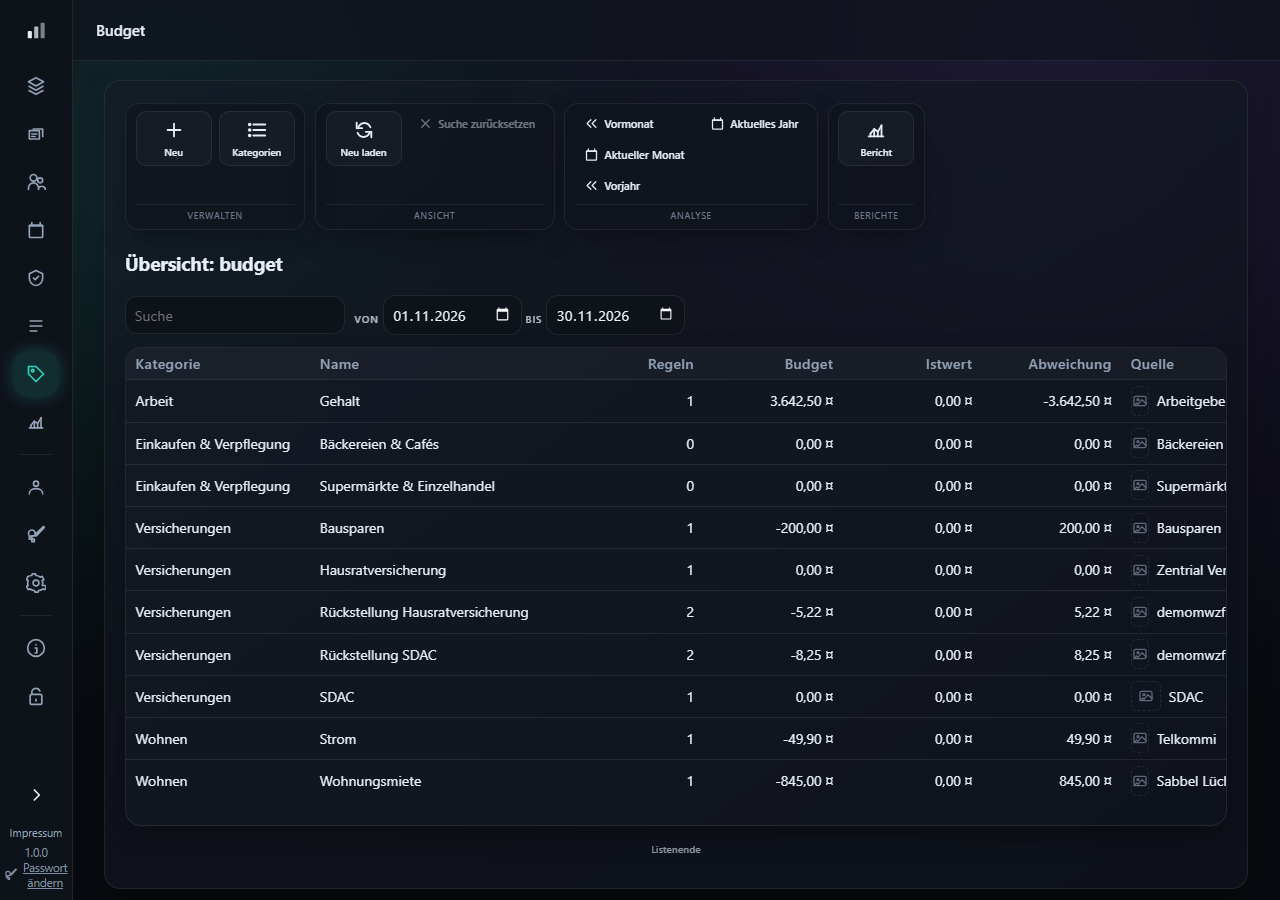 Budget
Neu
Kategorien
VERWALTEN
Neu laden
Suche zurücksetzen
ANSICHT
Vormonat
Aktuelles Jahr
Aktueller Monat
Vorjahr
ANALYSE
Bericht
BERICHTE
Übersicht: budget
Suche VON 01.11.2026 BIS 30.11.2026
Kategorie Name Regeln Budget Istwert Abweichung Quelle
Arbeit Gehalt 1 3.642,50 ¤ 0,00 ¤ -3.642,50 ¤ Arbeitgebe
Einkaufen & Verpflegung Bäckereien & Cafés 0 0,00 ¤ 0,00 ¤ 0,00 ¤ Bäckereien
Einkaufen & Verpflegung Supermärkte & Einzelhandel 0 0,00 ¤ 0,00 ¤ 0,00 ¤ Supermärkt
Versicherungen Bausparen 1 -200,00 ¤ 0,00 ¤ 200,00 ¤ Bausparen
Versicherungen Hausratversicherung 1 0,00 ¤ 0,00 ¤ 0,00 ¤ Zentrial Ver
Versicherungen Rückstellung Hausratversicherung 2 -5,22 ¤ 0,00 ¤ 5,22 ¤ demomwzf
Versicherungen Rückstellung SDAC 2 -8,25 ¤ 0,00 ¤ 8,25 ¤ demomwzf
Versicherungen SDAC 1 0,00 ¤ 0,00 ¤ 0,00 ¤ SDAC
Wohnen Strom 1 -49,90 ¤ 0,00 ¤ 49,90 ¤ Telkommi
Wohnen Wohnungsmiete 1 -845,00 ¤ 0,00 ¤ 845,00 ¤ Sabbel Lücl
Listenende
Impressum
1.0.0
Passwort
ändern